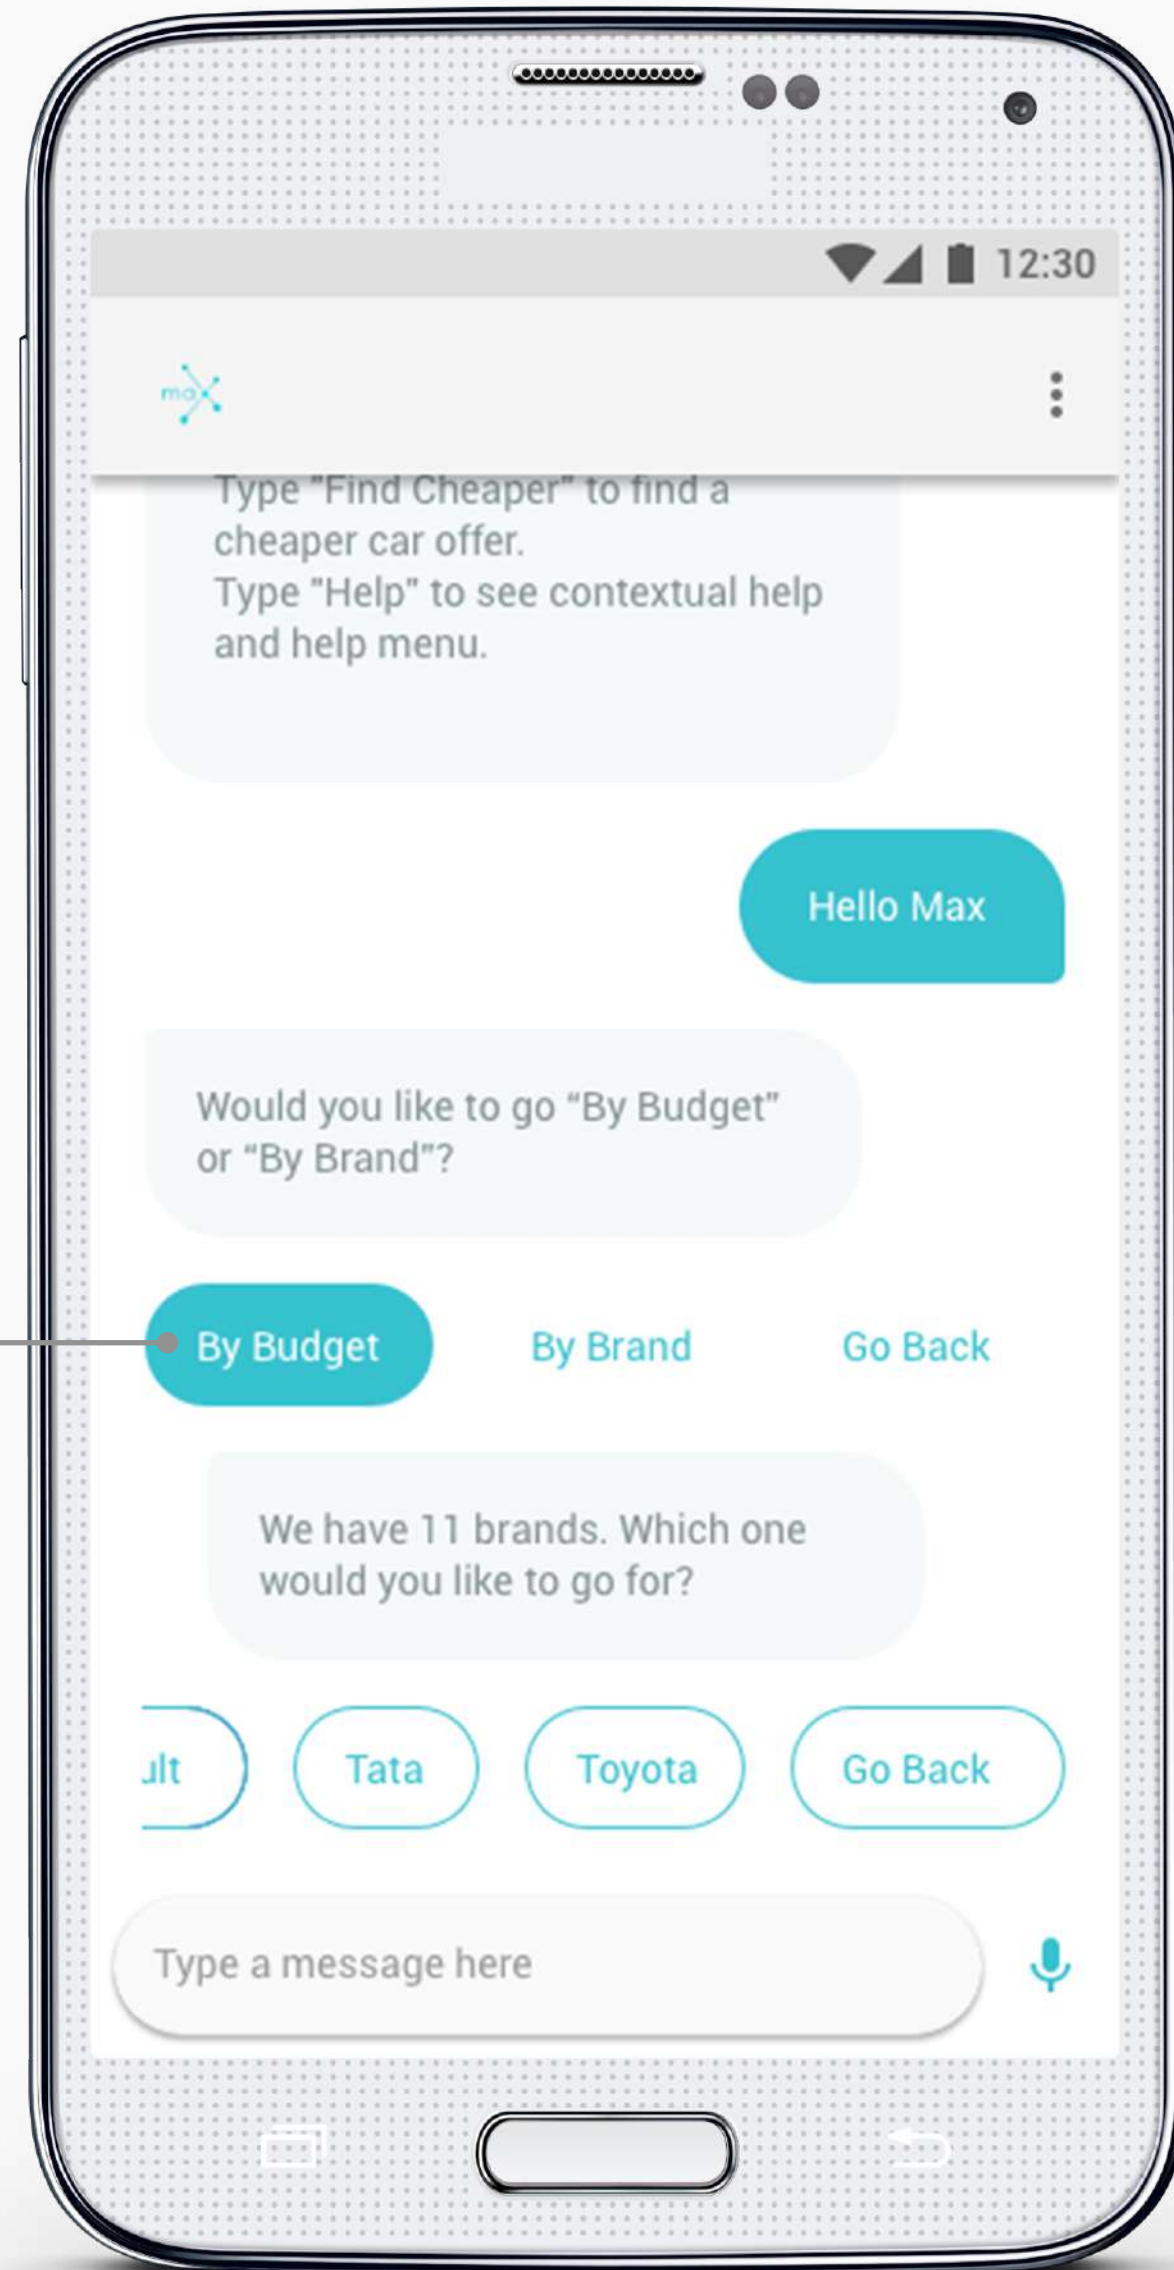 12:30
max
Type "Find Cheaper" to find a
cheaper car offer.
Type "Help" to see contextual help
and help menu.
Hello Max
Would you like to go “By Budget”
or “By Brand”?
By Budget By Brand Go Back
We have 11 brands. Which one
would you like to go for?
ult Tata Toyota Go Back
Type a message here